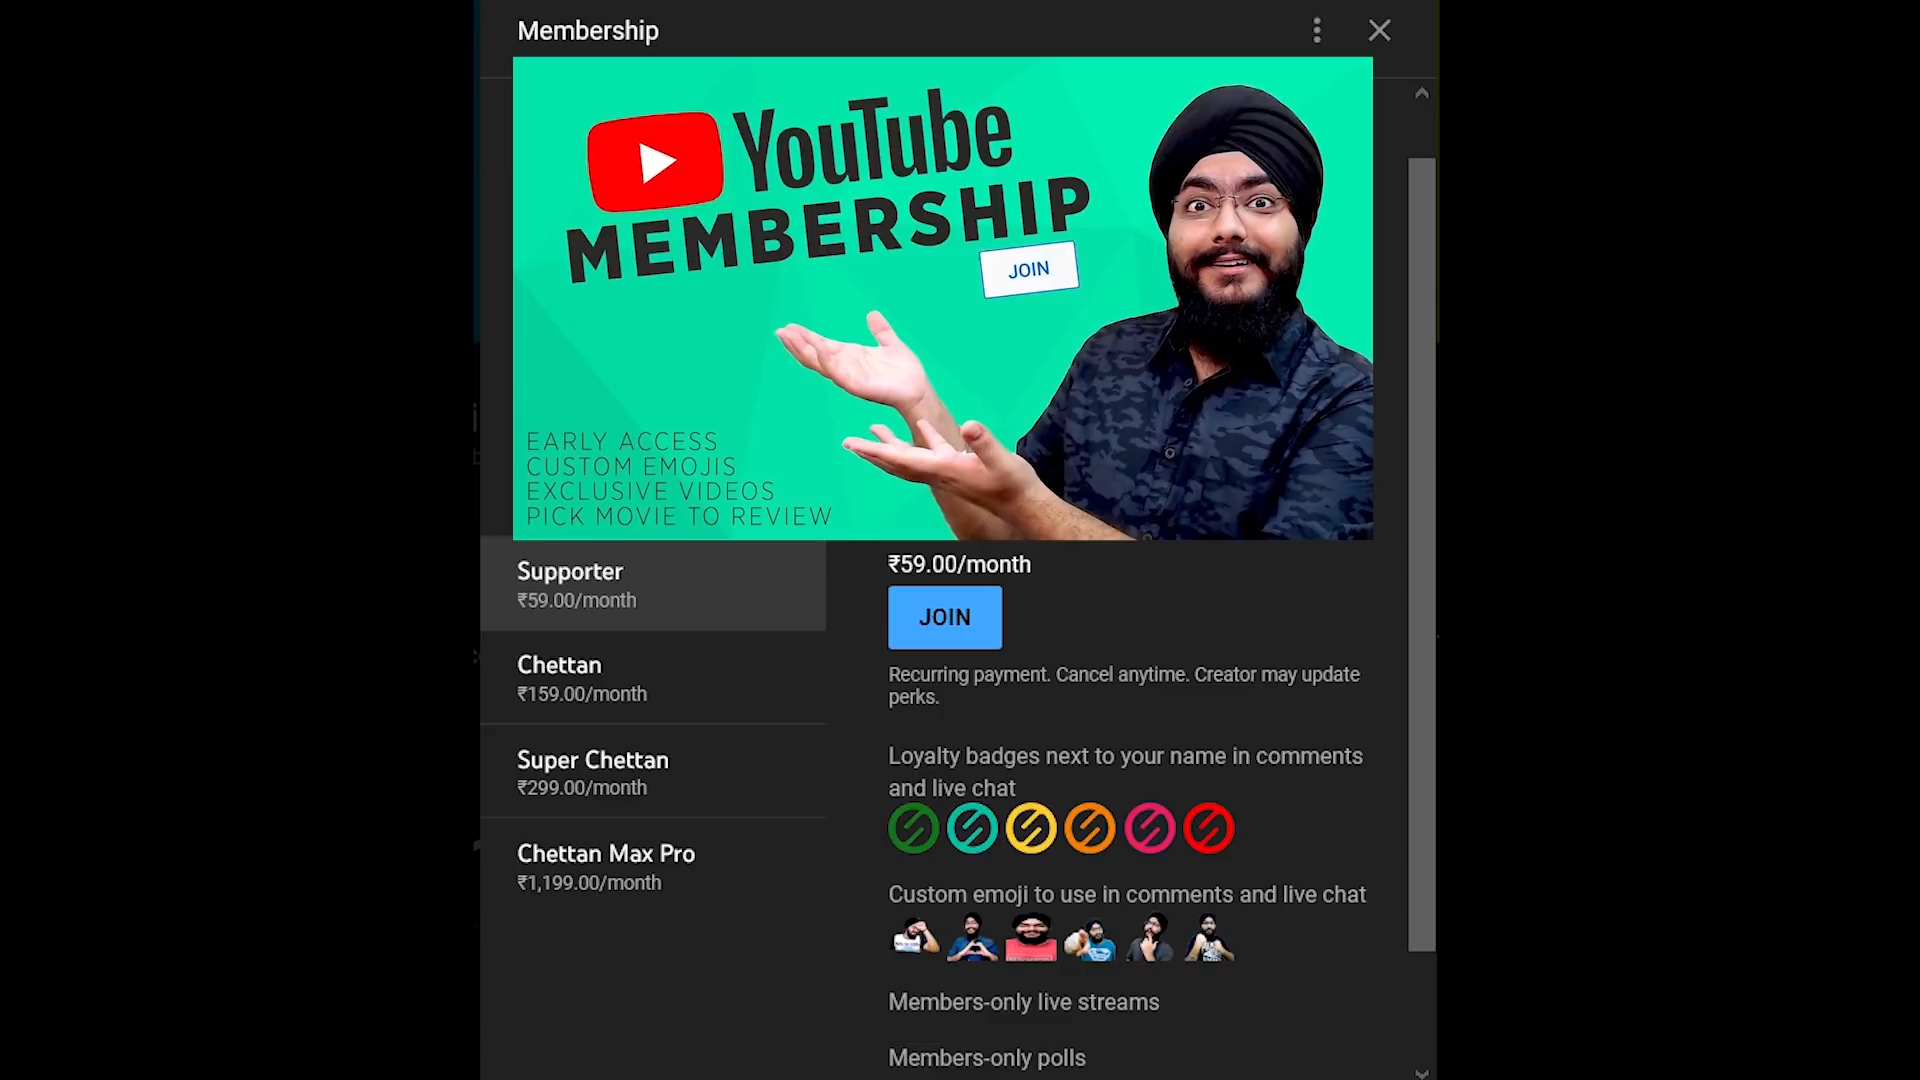 Membership
YouTube
MEMBERSHIP
JOIN
EARLY ACCESS
CUSTOM EMOJIS
EXCLUSIVE VIDEOS
PICK MOVIE TO REVIEW
Supporter
₹59.00/month
Chettan
₹159.00/month
Super Chettan
₹299.00/month
Chettan Max Pro
₹1,199.00/month
₹59.00/month
JOIN
Recurring payment. Cancel anytime. Creator may update
perks.
Loyalty badges next to your name in comments
and live chat
Custom emoji to use in comments and live chat
Members-only live streams
Members-only polls